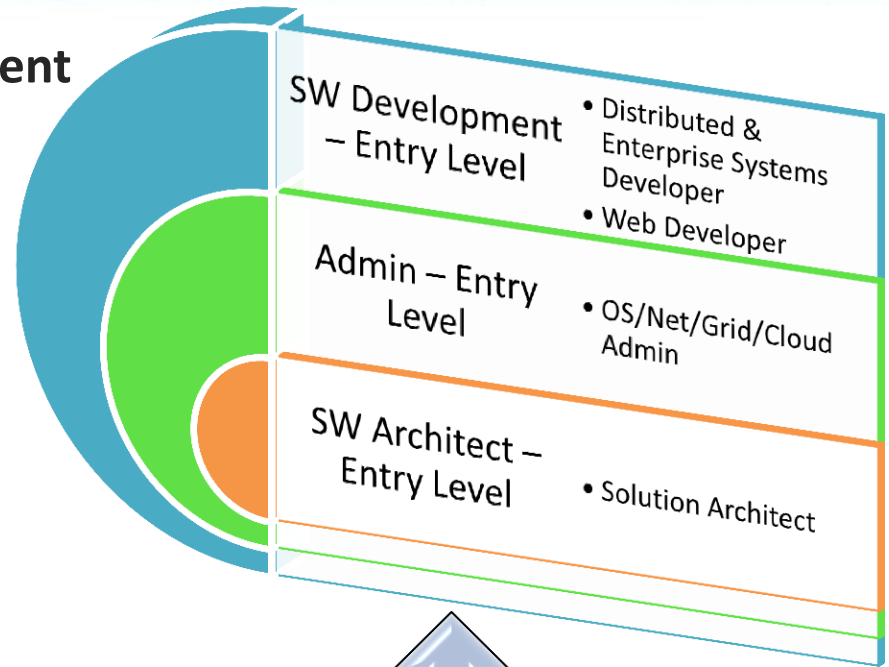 ent
SW Development
– Entry Level
• Distributed &
Enterprise Systems
Developer
• Web Developer
Admin – Entry
Level
• OS/Net/Grid/Cloud
Admin
SW Architect –
Entry Level
• Solution Architect